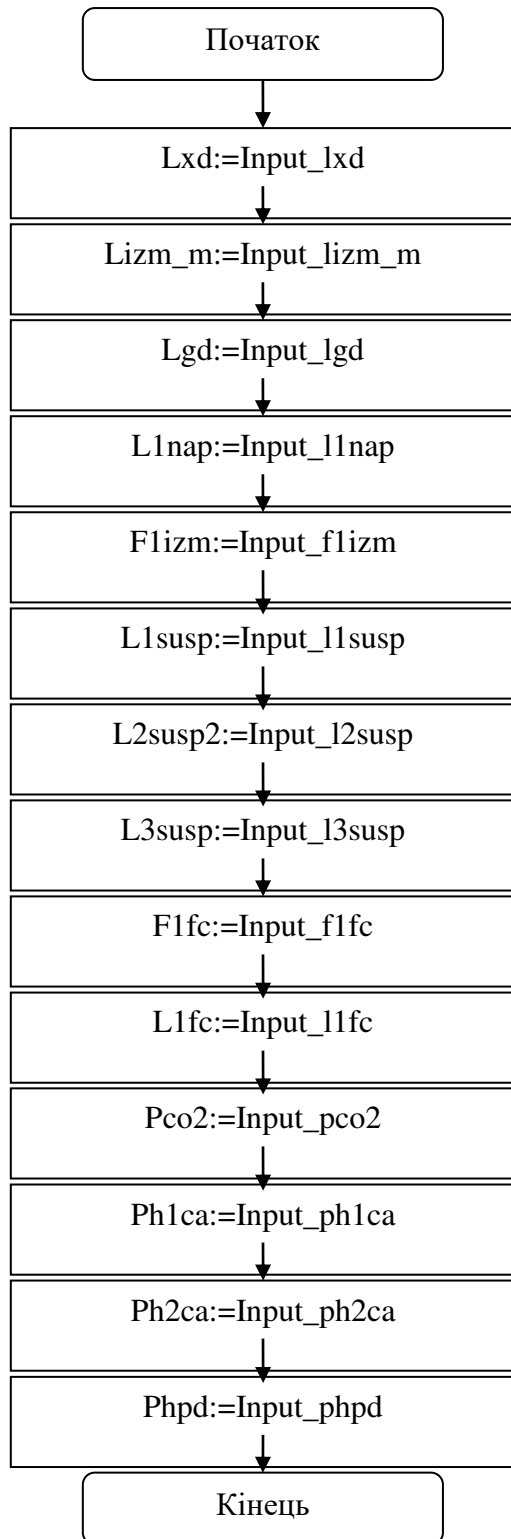 Початок
Lxd:=Input_lxd
Lizm_m:=Input_lizm_m
Lgd:=Input_lgd
L1nap:=Input_l1nap
F1izm:=Input_f1izm
L1susp:=Input_l1susp
L2susp2:=Input_l2susp
L3susp:=Input_l3susp
F1fc:=Input_f1fc
L1fc:=Input_l1fc
Pco2:=Input_pco2
Ph1ca:=Input_ph1ca
Ph2ca:=Input_ph2ca
Phpd:=Input_phpd
Кінець